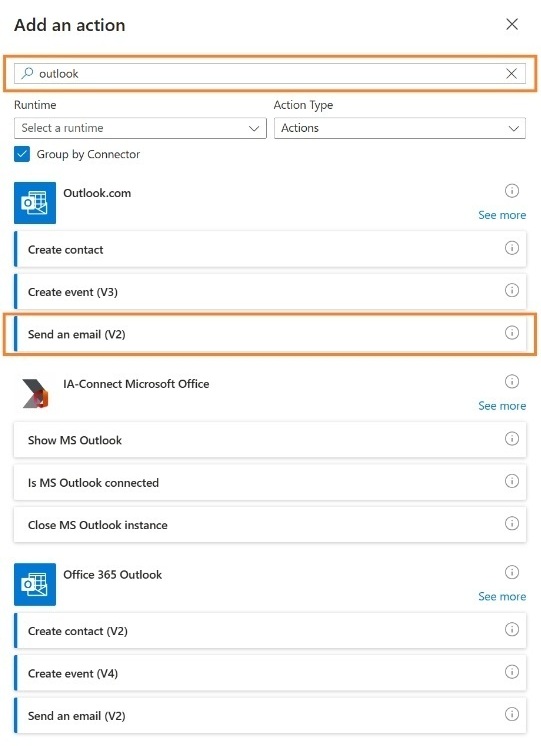 Add an action
outlook
Runtime
Action Type
Select a runtime
Actions
Group by Connector
Outlook.com
See more
Create contact
Create event (V3)
Send an email (V2)
IA-Connect Microsoft Office
See more
Show MS Outlook
Is MS Outlook connected
Close MS Outlook instance
Office 365 Outlook
See more
Create contact (V2)
Create event (V4)
Send an email (V2)